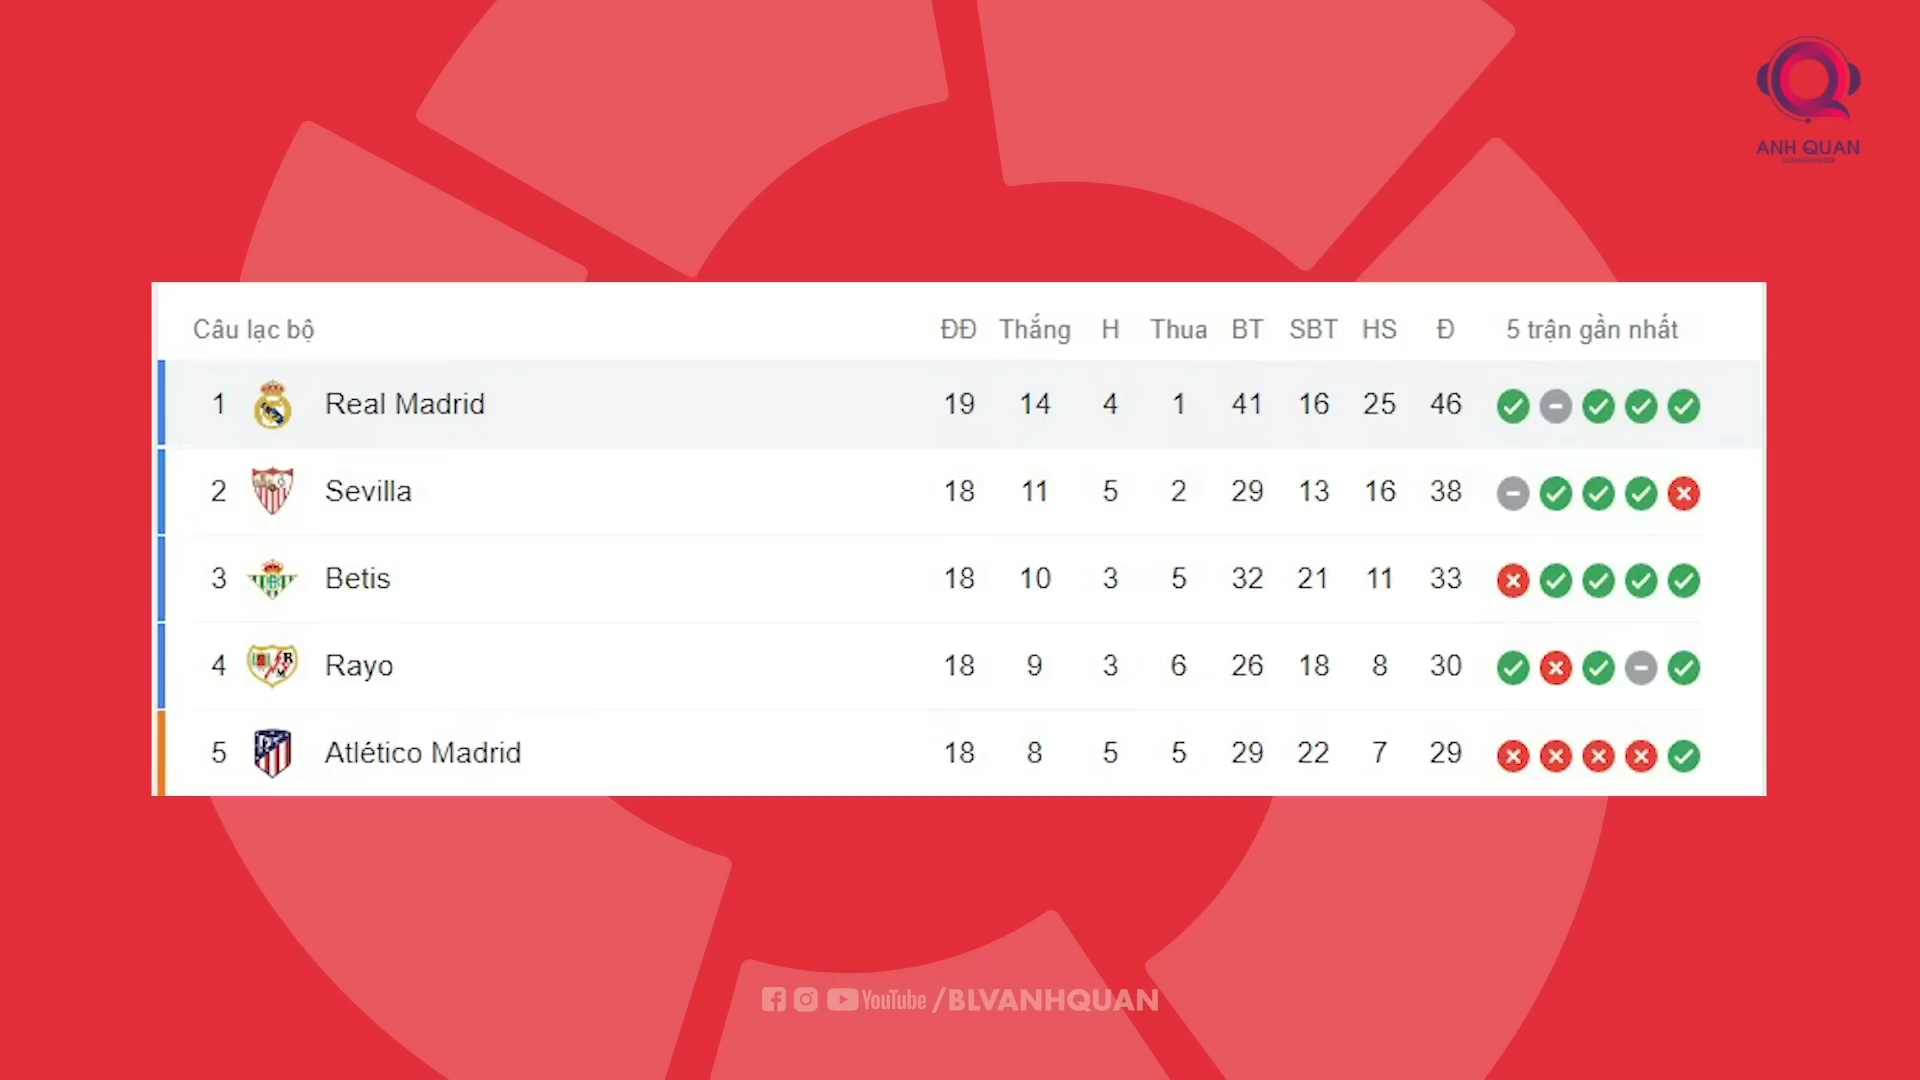 ANH QUAN
COMMENTATOR
Câu lạc bộ ĐĐ Thắng H Thua BT SBT HS Đ 5 trận gần nhất
1 Real Madrid 19 14 4 1 41 16 25 46
2 Sevilla 18 11 5 2 29 13 16 38
3 Betis 18 10 3 5 32 21 11 33
4 Rayo 18 9 3 6 26 18 8 30
5 Atlético Madrid 18 8 5 5 29 22 7 29
YouTube /BLVANHQUAN